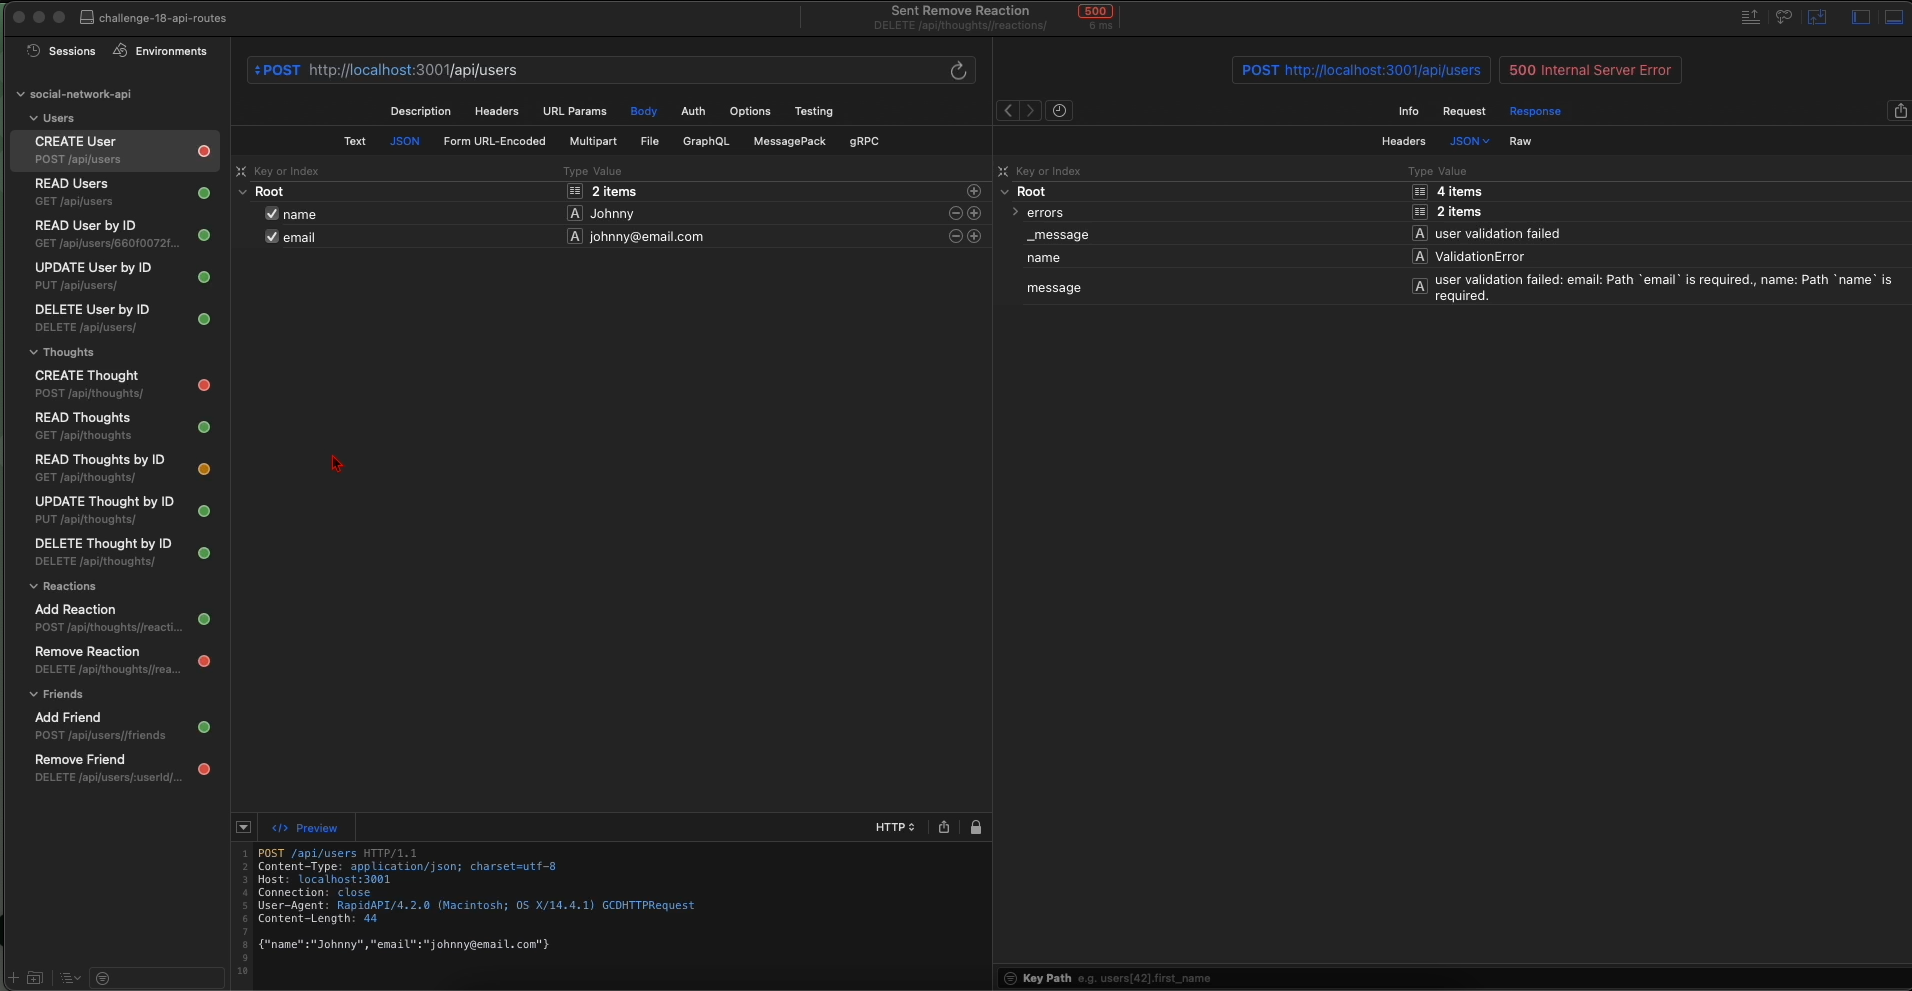 challenge-18-api-routes
Sent Remove Reaction
DELETE /api/thoughts//reactions/
500
6 ms
Sessions
Environments
social-network-api
Users
CREATE User
POST /api/users
READ Users
GET /api/users
READ User by ID
GET /api/users/660f0072f...
UPDATE User by ID
PUT /api/users/
DELETE User by ID
DELETE /api/users/
Thoughts
CREATE Thought
POST /api/thoughts/
READ Thoughts
GET /api/thoughts
READ Thoughts by ID
GET /api/thoughts/
UPDATE Thought by ID
PUT /api/thoughts/
DELETE Thought by ID
DELETE /api/thoughts/
Reactions
Add Reaction
POST /api/thoughts//reacti...
Remove Reaction
DELETE /api/thoughts//rea...
Friends
Add Friend
POST /api/users//friends
Remove Friend
DELETE /api/users/:userId/...
POST http://localhost:3001/api/users
Description Headers URL Params Body Auth Options Testing
Text JSON Form URL-Encoded Multipart File GraphQL MessagePack gRPC
Key or Index Type Value
Root 2 items
name A Johnny
email A johnny@email.com
Preview
HTTP
1 POST /api/users HTTP/1.1
2 Content-Type: application/json; charset=utf-8
3 Host: localhost:3001
4 Connection: close
5 User-Agent: RapidAPI/4.2.0 (Macintosh; OS X/14.4.1) GCDHTTPRequest
6 Content-Length: 44
7
8 {"name":"Johnny","email":"johnny@email.com"}
9
10
POST http://localhost:3001/api/users
500 Internal Server Error
Info Request Response
Headers JSON Raw
Key or Index Type Value
Root 4 items
errors 2 items
_message A user validation failed
name A ValidationError
message A user validation failed: email: Path `email` is required., name: Path `name` is
required.
Key Path e.g. users[42].first_name